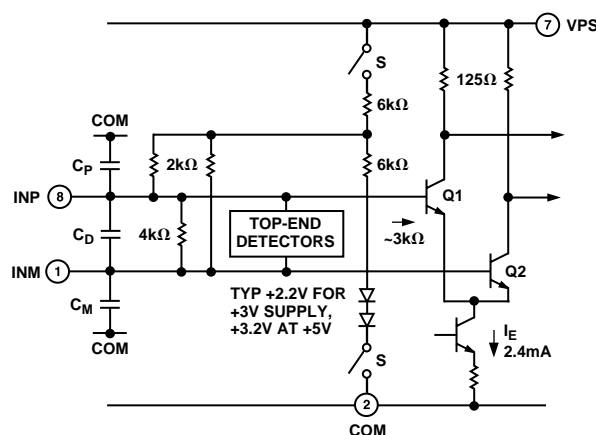 7 VPS
S
125Ω
6kΩ
COM
CP
2kΩ
6kΩ
INP 8
Q1
CD
4kΩ
TOP-END
DETECTORS
~3kΩ
INM 1
Q2
CM
TYP +2.2V FOR
+3V SUPPLY,
+3.2V AT +5V
COM
S
IE
2.4mA
2
COM